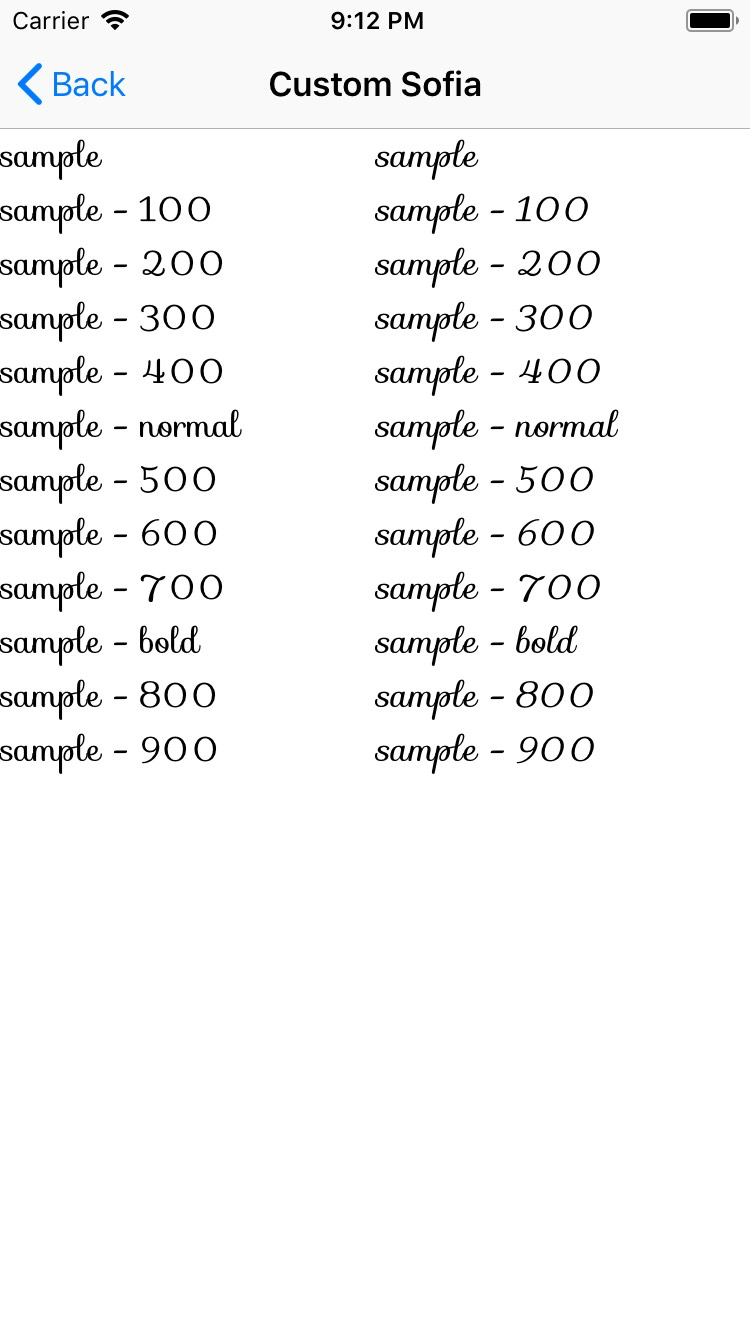 Carrier 9:12 PM
Back Custom Sofia
sample sample
sample - 100 sample - 100
sample - 200 sample - 200
sample - 300 sample - 300
sample - 400 sample - 400
sample - normal sample - normal
sample - 500 sample - 500
sample - 600 sample - 600
sample - 700 sample - 700
sample - bold sample - bold
sample - 800 sample - 800
sample - 900 sample - 900